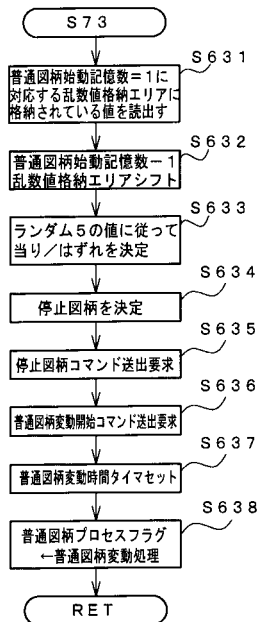 S73
S631
普通図柄始動記憶数=1に
対応する乱数値格納エリアに
格納されている値を読出す
S632
普通図柄始動記憶数-1
乱数値格納エリアシフト
S633
ランダム5の値に従って
当り/はずれを決定
S634
停止図柄を決定
S635
停止図柄コマンド送出要求
S636
普通図柄変動開始コマンド送出要求
S637
普通図柄変動時間タイマセット
S638
普通図柄プロセスフラグ
←普通図柄変動処理
RET